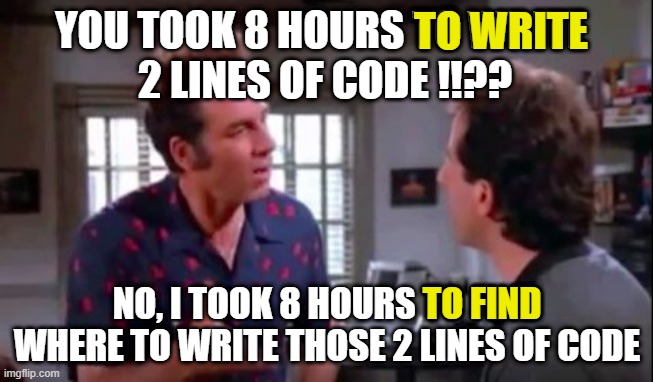 YOU TOOK 8 HOURS TO WRITE
2 LINES OF CODE !!??
NO, I TOOK 8 HOURS TO FIND
WHERE TO WRITE THOSE 2 LINES OF CODE
imgflip.com